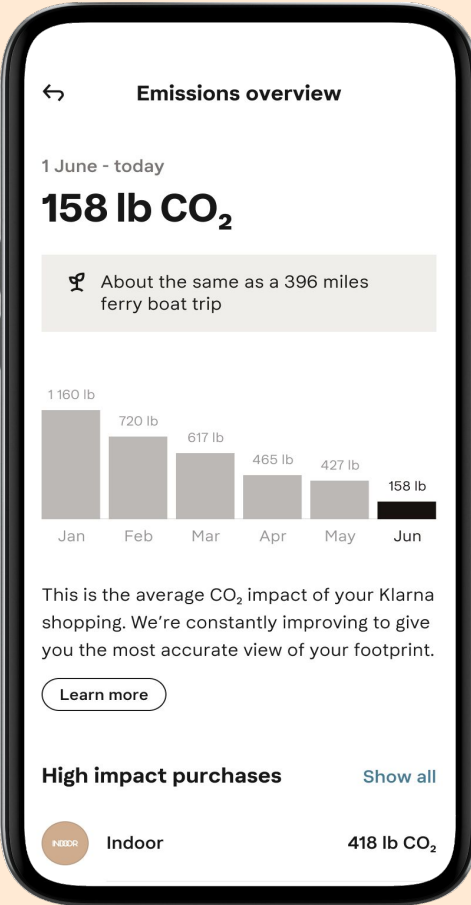 Emissions overview
1 June - today
158 lb CO₂
About the same as a 396 miles
ferry boat trip
1 160 lb
720 lb
617 lb
465 lb
427 lb
158 lb
Jan Feb Mar Apr May Jun
This is the average CO₂ impact of your Klarna
shopping. We’re constantly improving to give
you the most accurate view of your footprint.
Learn more
High impact purchases Show all
INDOOR
Indoor 418 lb CO₂